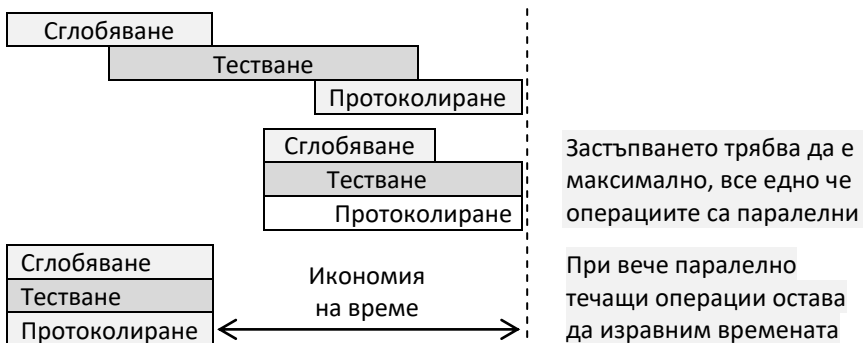 Сглобяване
Тестване
Протоколиране
Сглобяване
Тестване
Протоколиране
Застъпването трябва да е
максимално, все едно че
операциите са паралелни
Сглобяване
Тестване
Протоколиране
Икономия
на време
При вече паралелно
течащи операции остава
да изравним времената